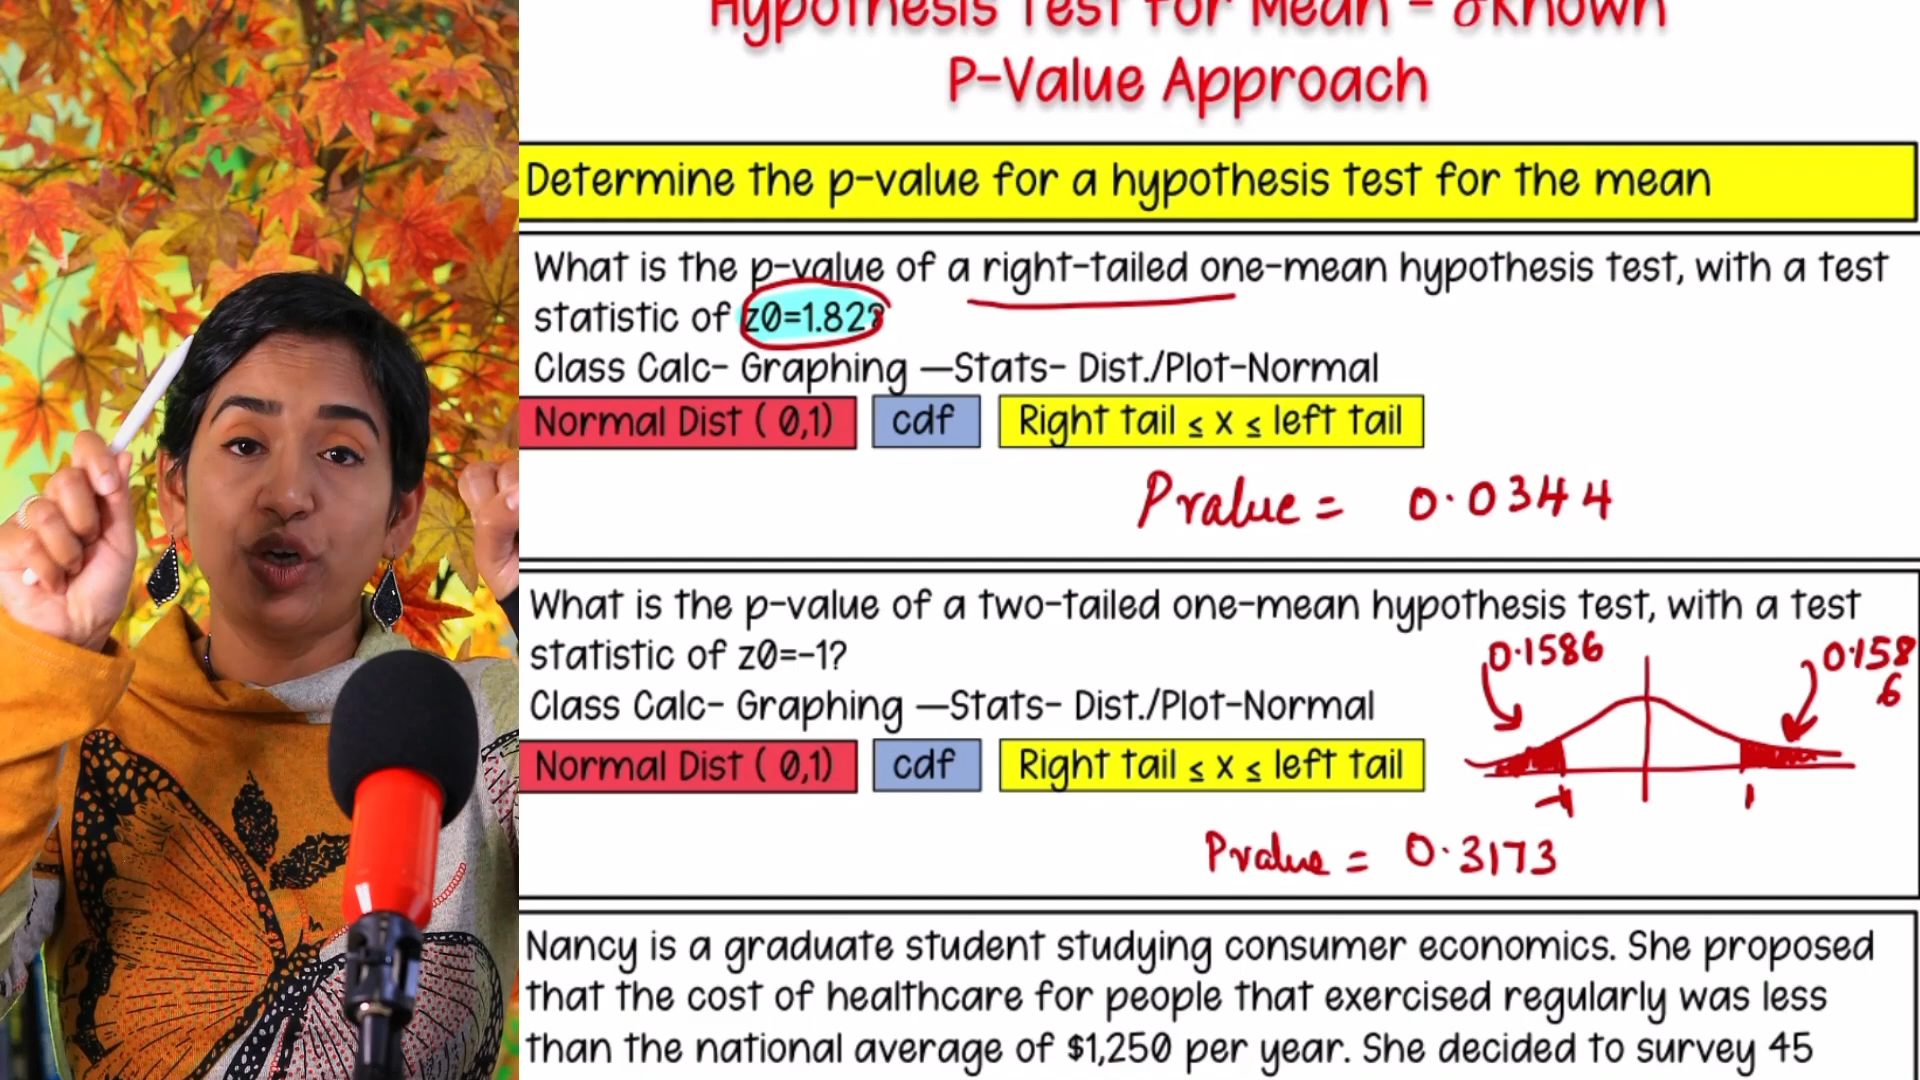 Hypothesis Test for Mean - σ Known
P-Value Approach
Determine the p-value for a hypothesis test for the mean
What is the p-value of a right-tailed one-mean hypothesis test, with a test
statistic of z0=1.82?
Class Calc- Graphing —Stats- Dist./Plot-Normal
Normal Dist ( 0,1) cdf Right tail ≤ x ≤ left tail
Pvalue = 0.0344
What is the p-value of a two-tailed one-mean hypothesis test, with a test
statistic of z0=-1?
0.1586 0.1586
Class Calc- Graphing —Stats- Dist./Plot-Normal
Normal Dist ( 0,1) cdf Right tail ≤ x ≤ left tail
-1 1
Pvalue = 0.3173
Nancy is a graduate student studying consumer economics. She proposed
that the cost of healthcare for people that exercised regularly was less
than the national average of $1,250 per year. She decided to survey 45